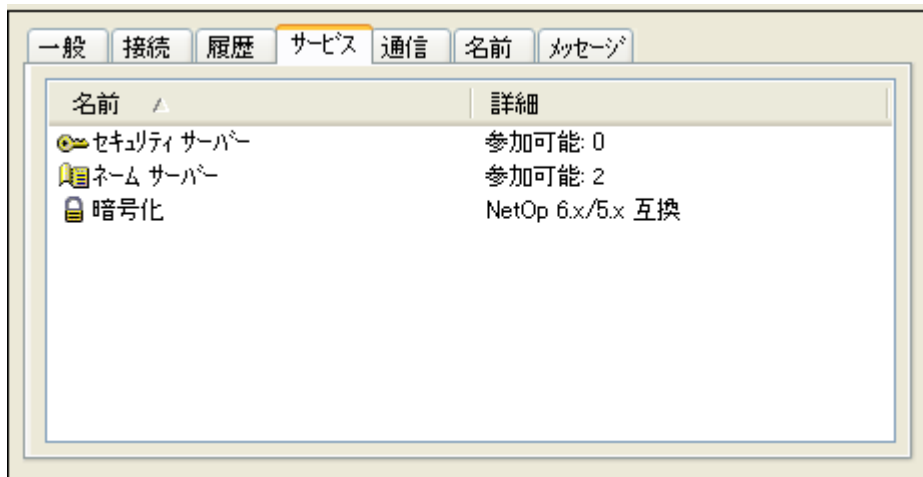 一般 接続 履歴 サービス 通信 名前 メッセージ
名前 詳細
セキュリティ サーバー 参加可能: 0
ネーム サーバー 参加可能: 2
暗号化 NetOp 6.x/5.x 互換